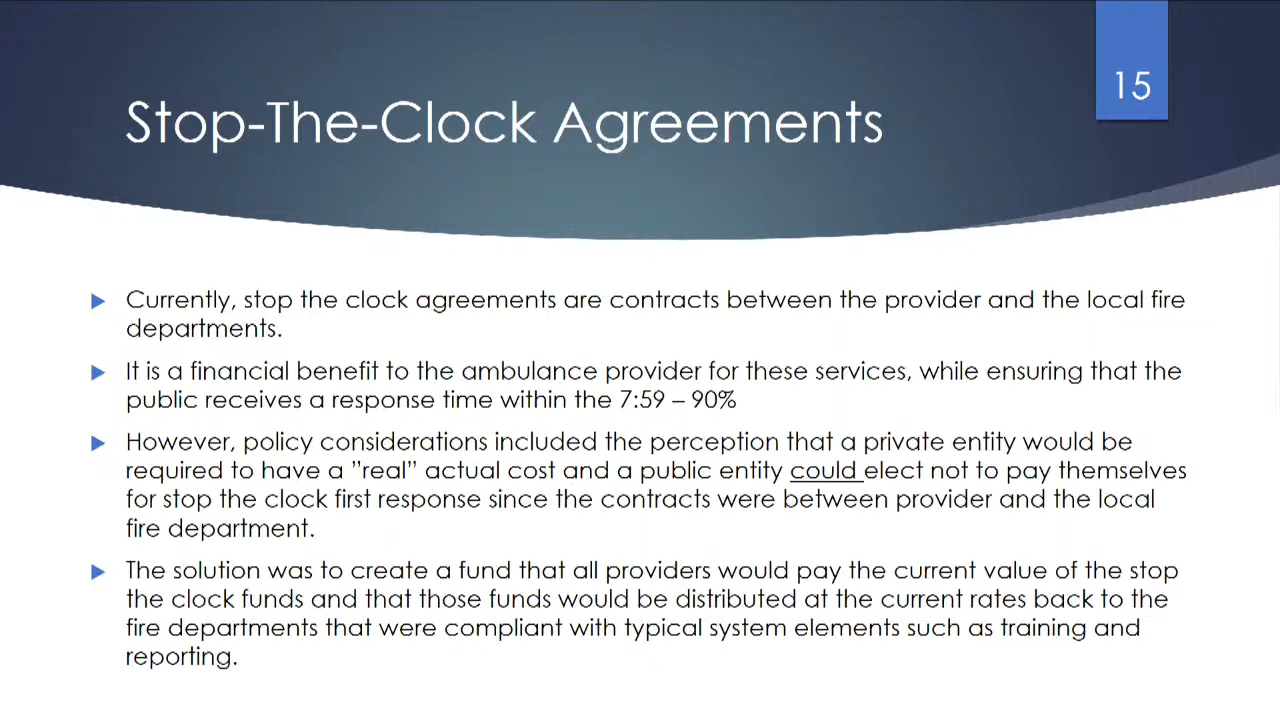 15
Stop-The-Clock Agreements
Currently, stop the clock agreements are contracts between the provider and the local fire
departments.
It is a financial benefit to the ambulance provider for these services, while ensuring that the
public receives a response time within the 7:59 – 90%
However, policy considerations included the perception that a private entity would be
required to have a ”real” actual cost and a public entity could elect not to pay themselves
for stop the clock first response since the contracts were between provider and the local
fire department.
The solution was to create a fund that all providers would pay the current value of the stop
the clock funds and that those funds would be distributed at the current rates back to the
fire departments that were compliant with typical system elements such as training and
reporting.